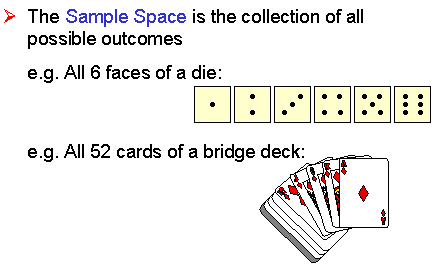 The Sample Space is the collection of all
possible outcomes
e.g. All 6 faces of a die:
e.g. All 52 cards of a bridge deck: